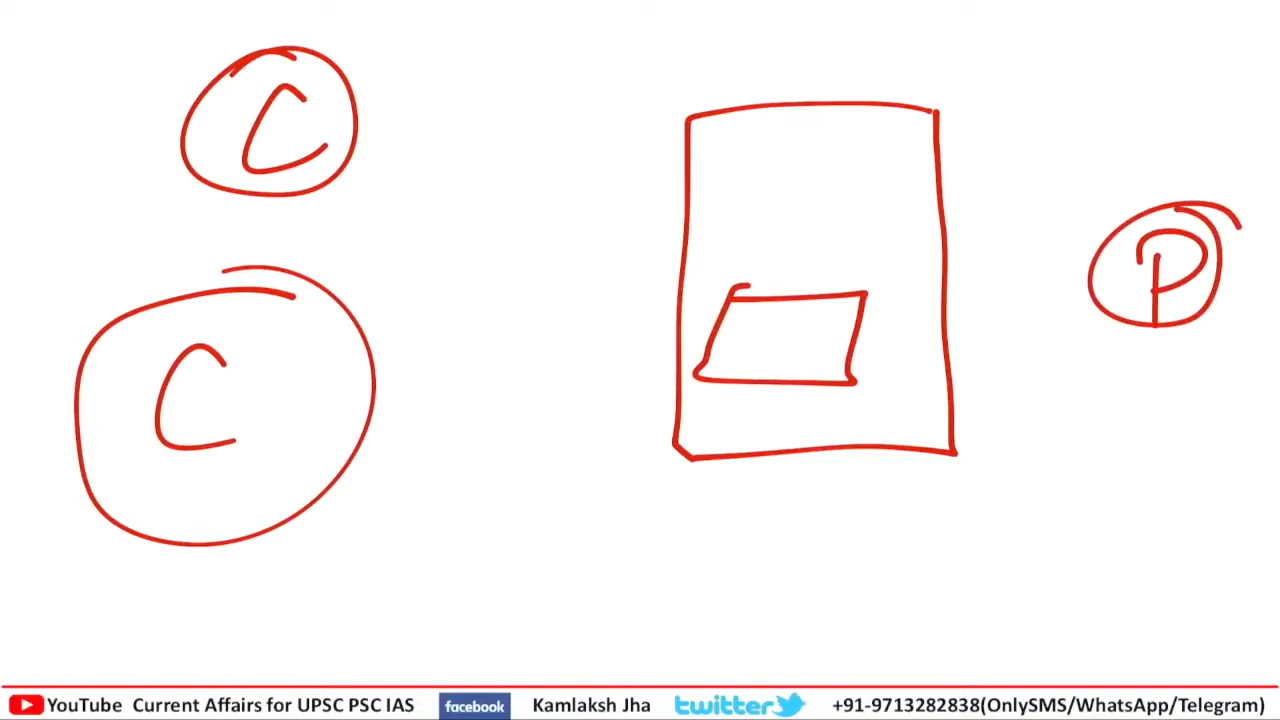 C
P
C
YouTube Current Affairs for UPSC PSC IAS facebook Kamlaksh Jha twitter +91-9713282838(OnlySMS/WhatsApp/Telegram)